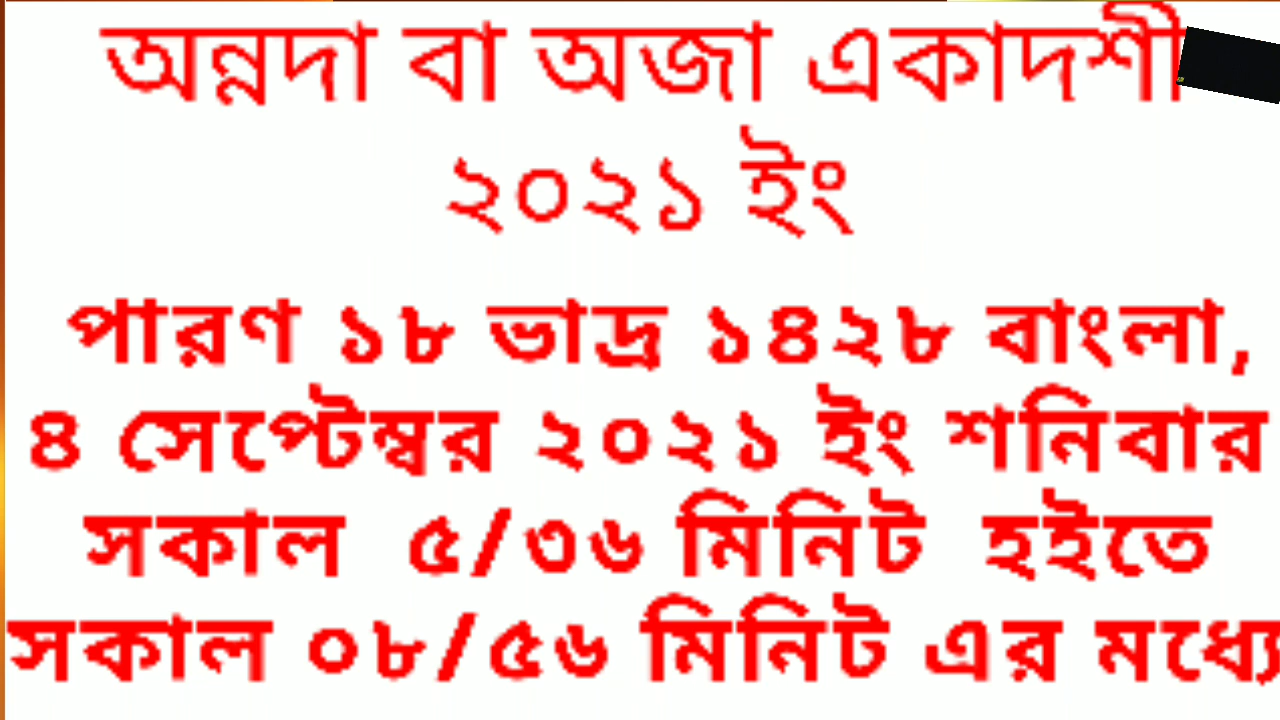 অন্নদা বা অজা একাদশী
২০২১ ইং
পারণ ১৮ ভাদ্র ১৪২৮ বাংলা,
৪ সেপ্টেম্বর ২০২১ ইং শনিবার
সকাল ৫/৩৬ মিনিট হইতে
সকাল ০৮/৫৬ মিনিট এর মধ্যে